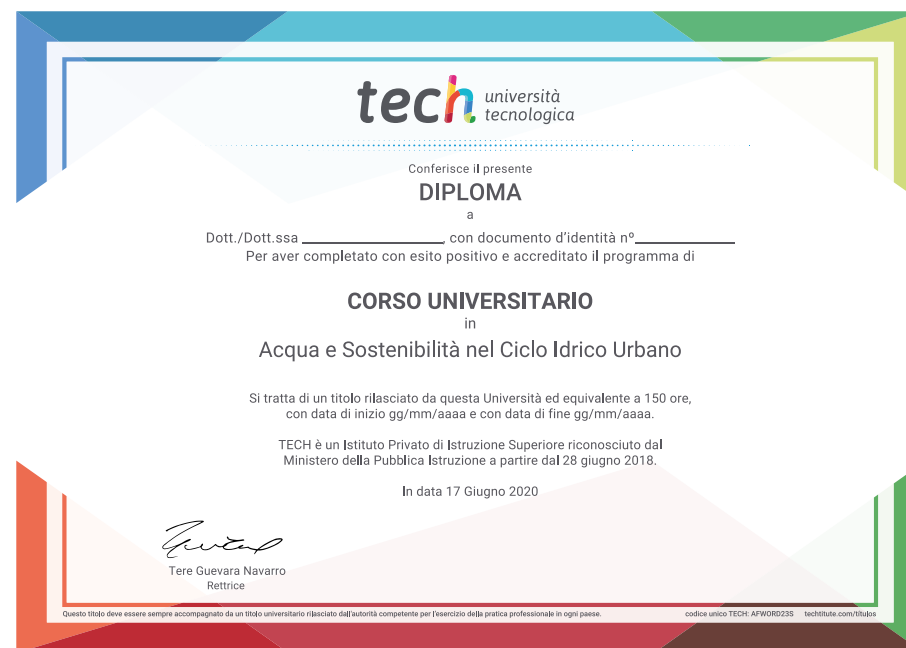 tech università
tecnologica
Conferisce il presente
DIPLOMA
a
Dott./Dott.ssa ____________________, con documento d'identità nº______________
Per aver completato con esito positivo e accreditato il programma di
CORSO UNIVERSITARIO
in
Acqua e Sostenibilità nel Ciclo Idrico Urbano
Si tratta di un titolo rilasciato da questa Università ed equivalente a 150 ore,
con data di inizio gg/mm/aaaa e con data di fine gg/mm/aaaa.
TECH è un Istituto Privato di Istruzione Superiore riconosciuto dal
Ministero della Pubblica Istruzione a partire dal 28 giugno 2018.
In data 17 Giugno 2020
Tere Guevara Navarro
Rettrice
Questo titolo deve essere sempre accompagnato da un titolo universitario rilasciato dall'autorità competente per l'esercizio della pratica professionale in ogni paese. codice unico TECH: AFWORD23S techtitute.com/títulos